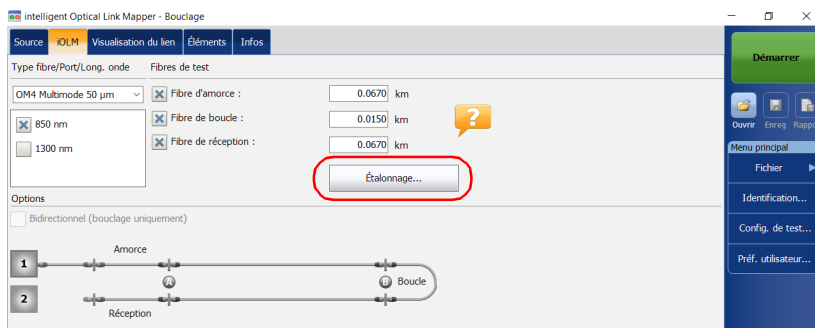 intelligent Optical Link Mapper - Bouclage
Source iOLM Visualisation du lien Éléments Infos
Type fibre/Port/Long. onde Fibres de test
OM4 Multimode 50 µm
Fibre d'amorce : 0.0670 km
850 nm
Fibre de boucle : 0.0150 km
1300 nm
Fibre de réception : 0.0670 km
Étalonnage...
Options
Bidirectionnel (bouclage uniquement)
Amorce
1
A
B Boucle
2
Réception
Démarrer
Ouvrir Enreg
Menu principal
Fichier
Identification...
Config. de test...
Préf. utilisateur...